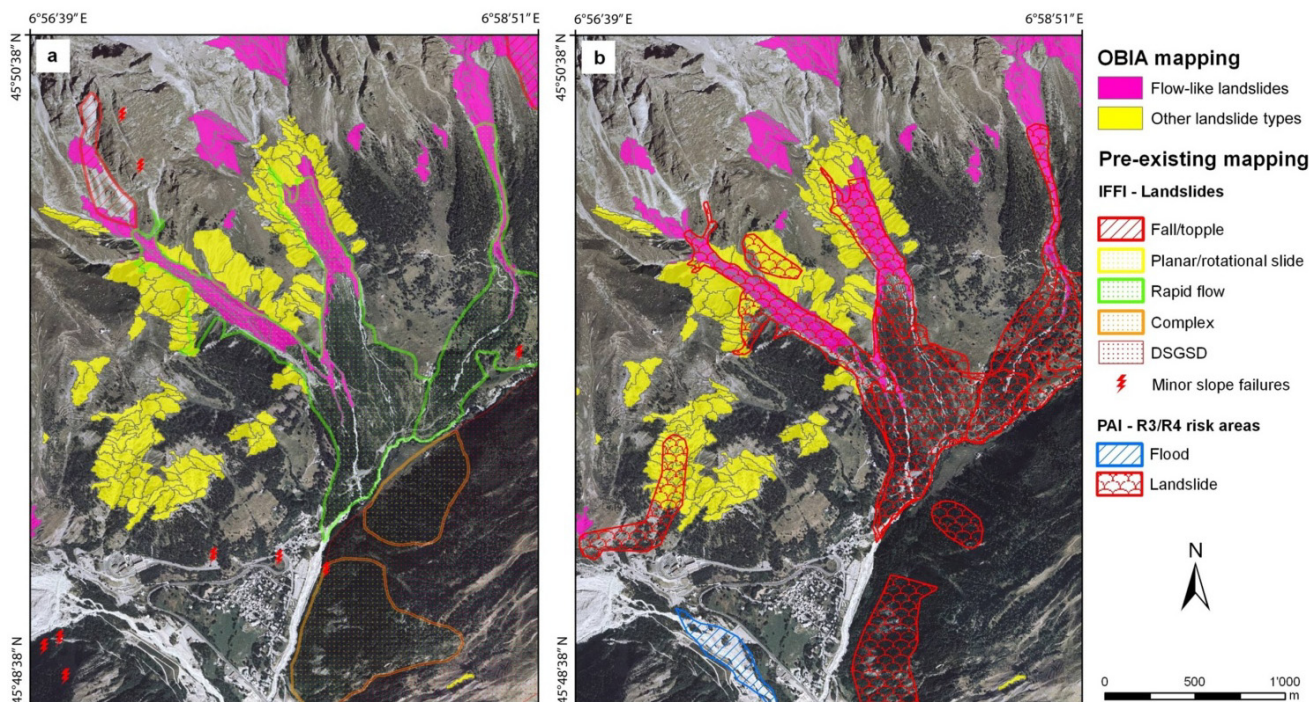 6°56'39" E
6°58'51" E
45°50'38" N
a
45°48'38" N
6°56'39" E
6°58'51" E
45°50'38" N
b
45°48'38" N
OBIA mapping
Flow-like landslides
Other landslide types
Pre-existing mapping
IFFI - Landslides
Fall/topple
Planar/rotational slide
Rapid flow
Complex
DSGSD
Minor slope failures
PAI - R3/R4 risk areas
Flood
Landslide
N
0 500 1'000
m